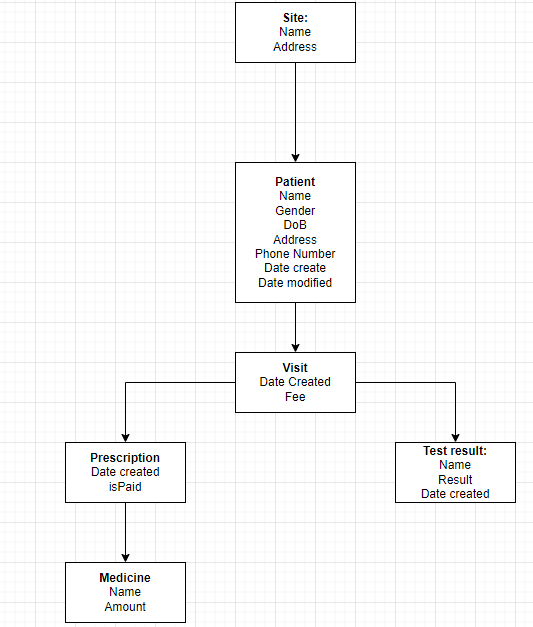 Site:
Name
Address
Patient
Name
Gender
DoB
Address
Phone Number
Date create
Date modified
Visit
Date Created
Fee
Prescription
Date created
isPaid
Test result:
Name
Result
Date created
Medicine
Name
Amount